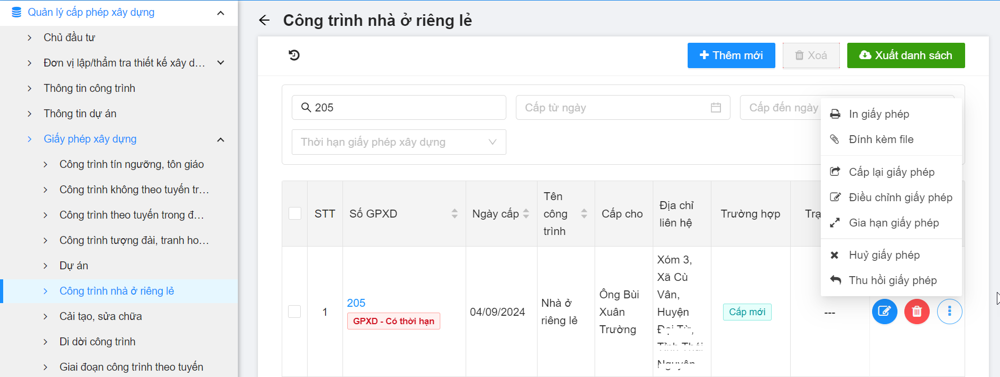 Quản lý cấp phép xây dựng
Chủ đầu tư
Đơn vị lập/thẩm tra thiết kế xây d...
Thông tin công trình
Thông tin dự án
Giấy phép xây dựng
Công trình tín ngưỡng, tôn giáo
Công trình không theo tuyến tr...
Công trình theo tuyến trong đ...
Công trình tượng đài, tranh ho...
Dự án
Công trình nhà ở riêng lẻ
Cải tạo, sửa chữa
Di dời công trình
Giai đoạn công trình theo tuyến
Công trình nhà ở riêng lẻ
Thêm mới
Xoá
Xuất danh sách
205
Cấp từ ngày
Cấp đến ngày
Thời hạn giấy phép xây dựng
In giấy phép
Đính kèm file
Cấp lại giấy phép
Điều chỉnh giấy phép
Gia hạn giấy phép
Huỷ giấy phép
Thu hồi giấy phép
STT
Số GPXD
Ngày cấp
Tên
công
trình
Cấp cho
Địa chỉ
liên hệ
Trường hợp
Trạ
1
205
GPXD - Có thời hạn
04/09/2024
Nhà ở
riêng lẻ
Ông Bùi
Xuân
Trường
Xóm 3,
Xã Cù
Vân,
Huyện
Đại Từ,
Tỉnh Thái
Nguyên
Cấp mới
---